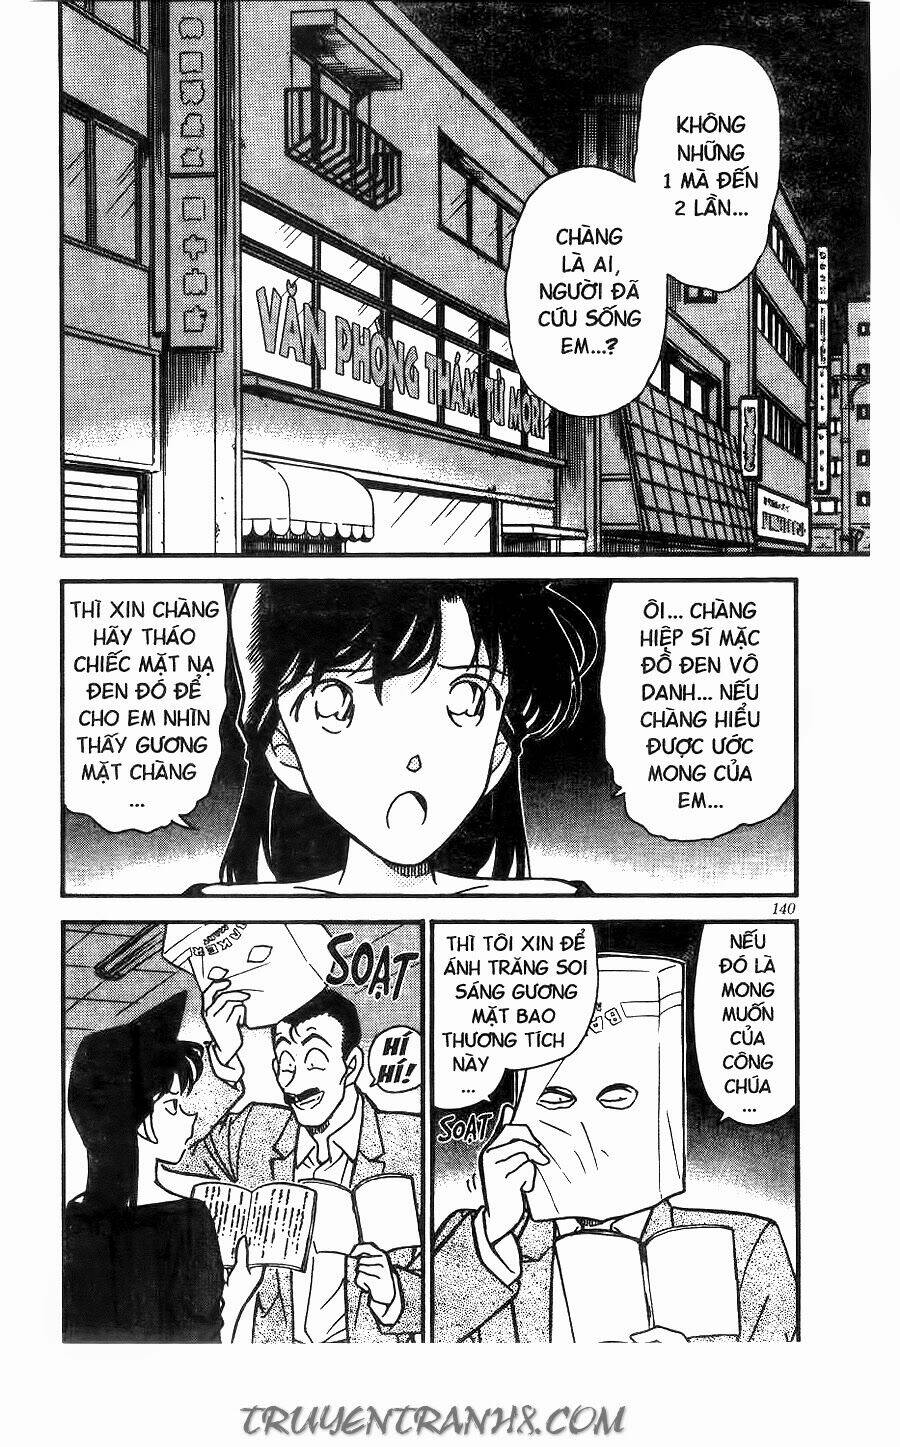 KHÔNG
NHỮNG
1 MÀ ĐẾN
2 LẦN...
CHÀNG
LÀ AI,
NGƯỜI ĐÃ
CỨU SỐNG
EM...?
VĂN PHÒNG THÁM TỬ MORI
ÔI... CHÀNG
HIỆP SĨ MẶC
ĐỒ ĐEN VÔ
DANH... NẾU
CHÀNG HIỂU
ĐƯỢC ƯỚC
MONG CỦA
EM...
THÌ XIN CHÀNG
HÃY THÁO
CHIẾC MẶT NẠ
ĐEN ĐÓ ĐỂ
CHO EM NHÌN
THẤY GƯƠNG
MẶT CHÀNG
...
140
NẾU
ĐÓ LÀ
MONG
MUỐN
CỦA
CÔNG
CHÚA
...
THÌ TÔI XIN ĐỂ
ÁNH TRĂNG SOI
SÁNG GƯƠNG
MẶT BAO
THƯƠNG TÍCH
NÀY ...
...
SOẠT
SOẠT
HÍ
HÍ!
TRUYENTRANH8.COM